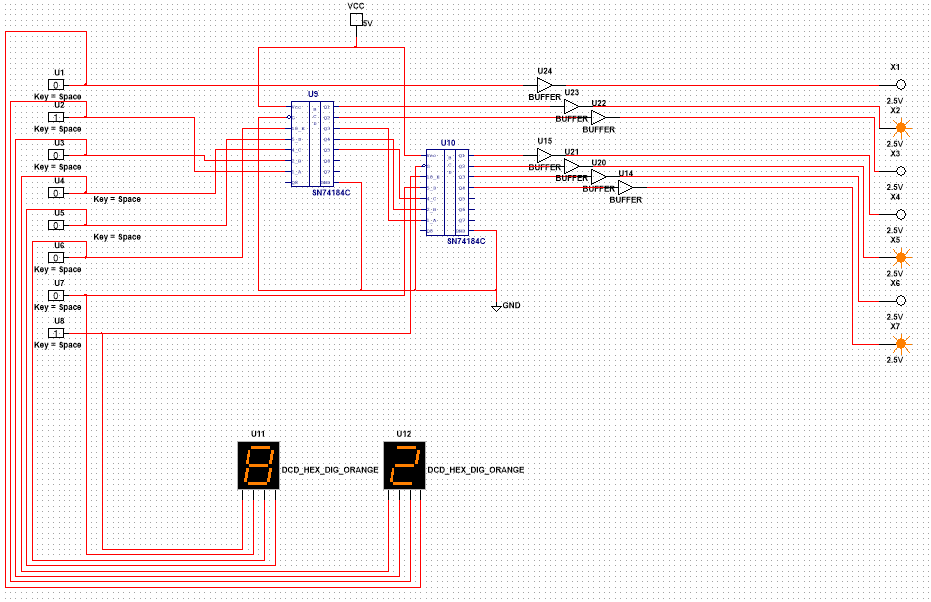 VCC
5V
U1
0
Key = Space
U2
1
Key = Space
U3
0
Key = Space
U4
0
Key = Space
U5
0
Key = Space
U6
0
Key = Space
U7
0
Key = Space
U8
1
Key = Space
U9
SN74184C
U10
SN74184C
GND
U24
BUFFER
U23
BUFFER
U22
BUFFER
U15
BUFFER
U21
BUFFER
U20
BUFFER
U14
BUFFER
X1
2.5V
X2
2.5V
X3
2.5V
X4
2.5V
X5
2.5V
X6
2.5V
X7
2.5V
U11
8
DCD_HEX_DIG_ORANGE
U12
2
DCD_HEX_DIG_ORANGE